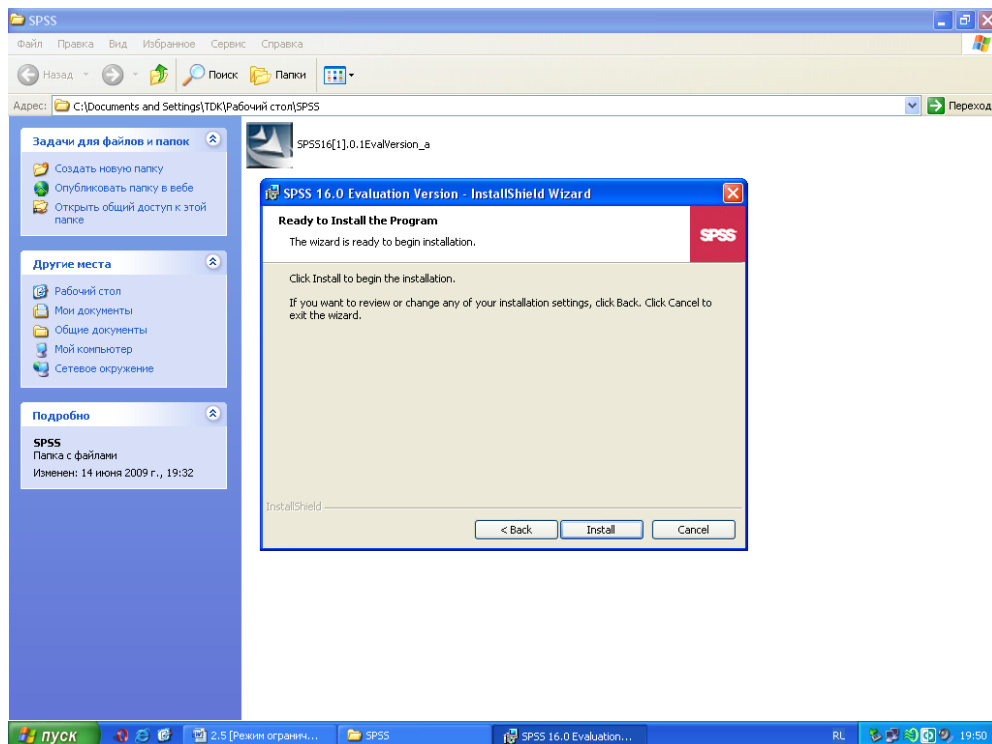 SPSS
Файл Правка Вид Избранное Сервис Справка
Назад Поиск Папки
Адрес: C:\Documents and Settings\TDK\Рабочий стол\SPSS Переход
Задачи для файлов и папок
Создать новую папку
Опубликовать папку в вебе
Открыть общий доступ к этой
папке
Другие места
Рабочий стол
Мои документы
Общие документы
Мой компьютер
Сетевое окружение
Подробно
SPSS
Папка с файлами
Изменен: 14 июня 2009 г., 19:32
SPSS16[1].0.1EvalVersion_a
SPSS 16.0 Evaluation Version - InstallShield Wizard
Ready to Install the Program
The wizard is ready to begin installation.
SPSS
Click Install to begin the installation.
If you want to review or change any of your installation settings, click Back. Click Cancel to
exit the wizard.
InstallShield
< Back Install Cancel
пуск 2.5 [Режим огранич... SPSS SPSS 16.0 Evaluation... 19:50